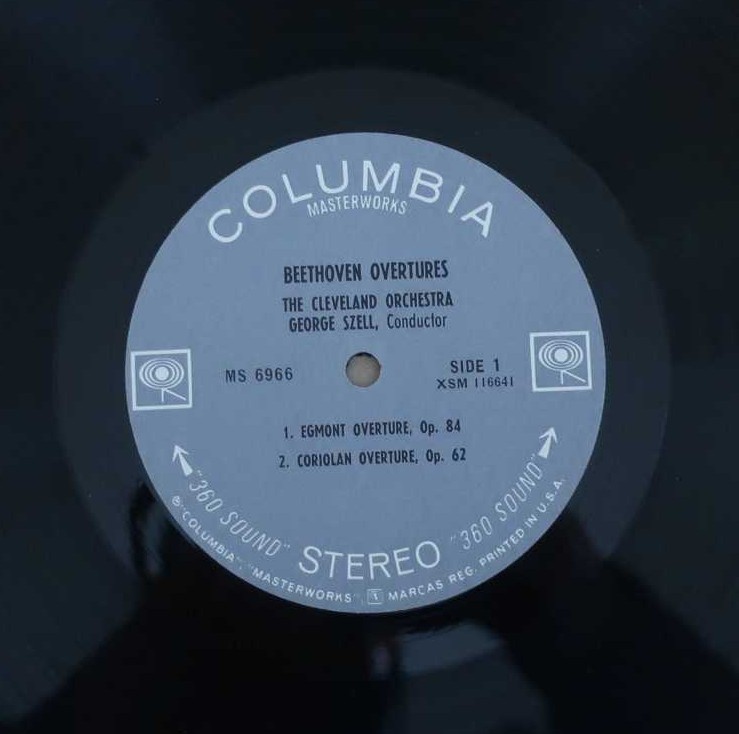 COLUMBIA
MASTERWORKS
BEETHOVEN OVERTURES
THE CLEVELAND ORCHESTRA
GEORGE SZELL, Conductor
MS 6966
SIDE 1
XSM 116641
1. EGMONT OVERTURE, Op. 84
2. CORIOLAN OVERTURE, Op. 62
"360 SOUND" STEREO "360 SOUND"
® "COLUMBIA", "MASTERWORKS", MARCAS REG. PRINTED IN U.S.A.